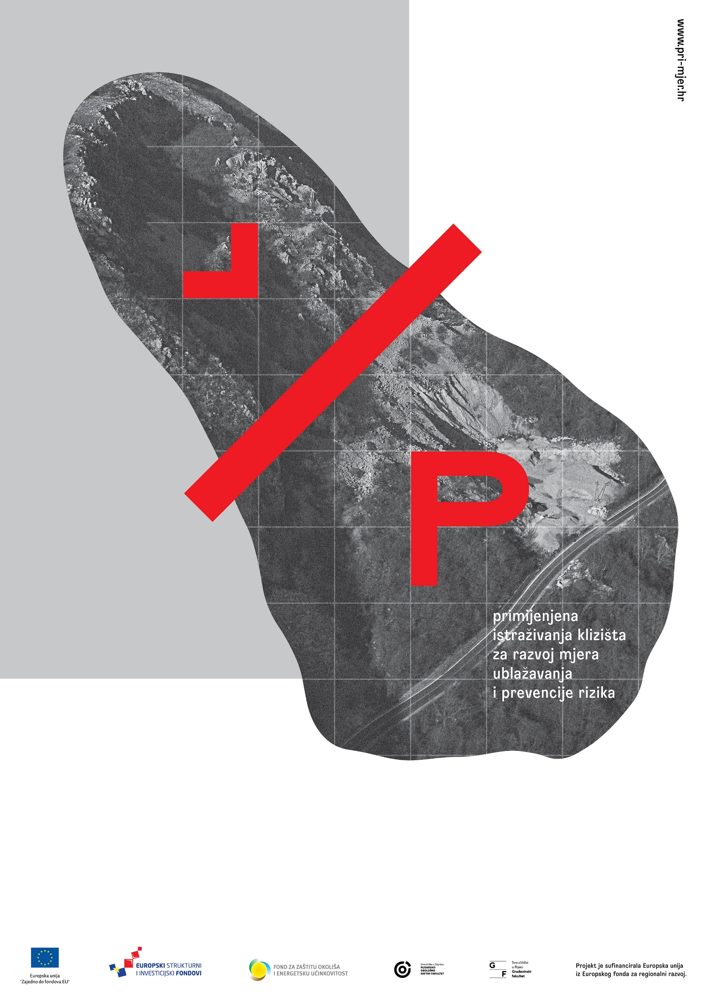 www.pri-mjer.hr
P
primijenjena
istraživanja klizišta
za razvoj mjera
ublažavanja
i prevencije rizika
Europska unija
'Zajedno do fondova EU'
EUROPSKI STRUKTURNI
I INVESTICIJSKI FONDOVI
FOND ZA ZAŠTITU OKOLIŠA
I ENERGETSKU UČINKOVITOST
Sveučilište u Zagrebu
RUDARSKO
GEOLOŠKO
NAFTNI FAKULTET
G
F
Sveučilište
u Rijeci
Građevinski
fakultet
Projekt je sufinancirala Europska unija
iz Europskog fonda za regionalni razvoj.